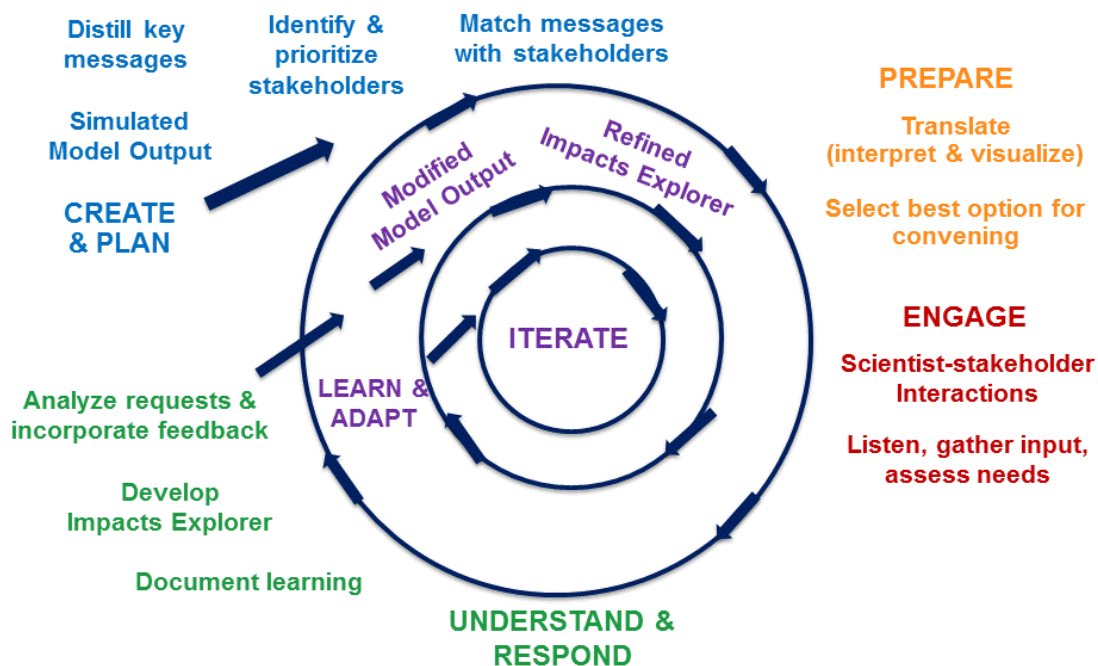 Distill key
messages
Identify &
prioritize
stakeholders
Match messages
with stakeholders
Simulated
Model Output
CREATE
& PLAN
PREPARE
Translate
(interpret & visualize)
Select best option for
convening
ENGAGE
Scientist-stakeholder
Interactions
Listen, gather input,
assess needs
UNDERSTAND &
RESPOND
Document learning
Develop
Impacts Explorer
Analyze requests &
incorporate feedback
LEARN &
ADAPT
Modified
Model Output
Refined
Impacts Explorer
ITERATE